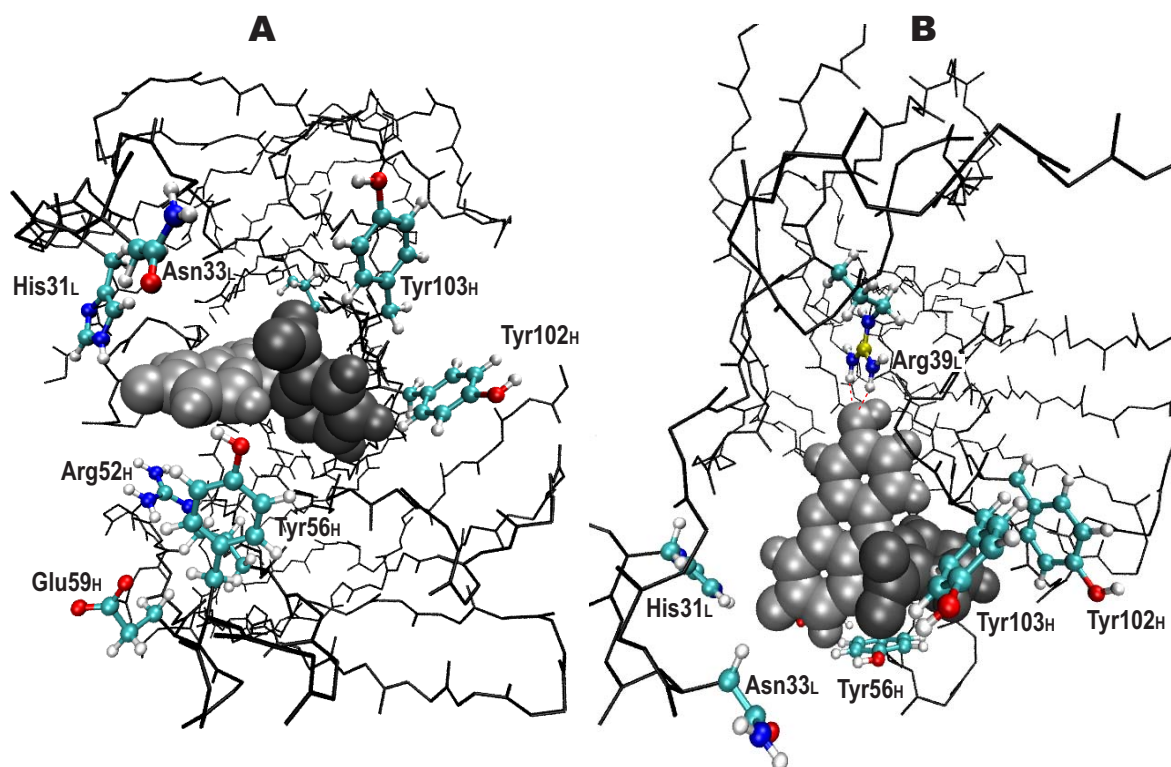 A
B
Asn33L
His31L
Tyr103H
Tyr102H
Arg52H
Tyr56H
Glu59H
Arg39L
His31L
Tyr103H
Tyr102H
Tyr56H
Asn33L